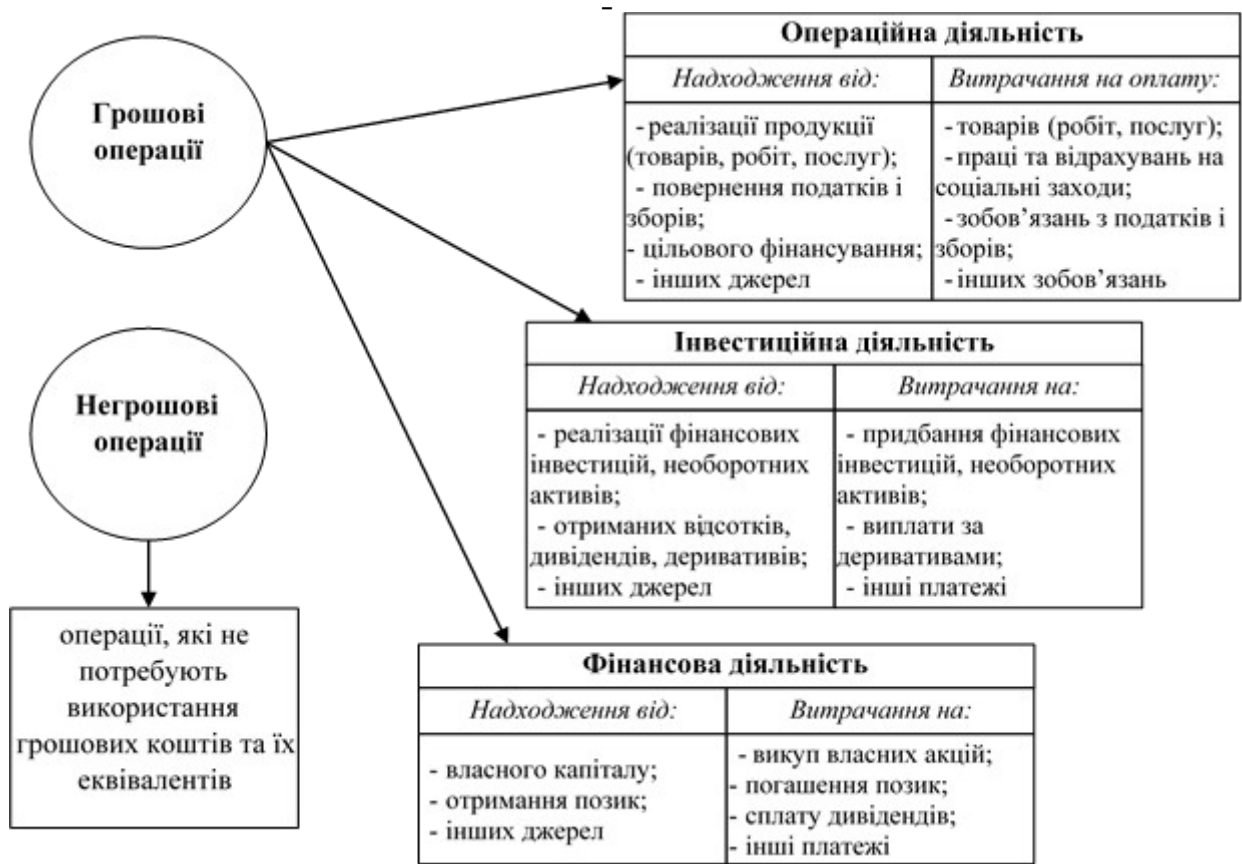 Грошові
операції
Негрошові
операції
операції, які не
потребують
використання
грошових коштів та їх
еквівалентів
Операційна діяльність
Надходження від:
- реалізації продукції
(товарів, робіт, послуг);
- повернення податків і
зборів;
- цільового фінансування;
- інших джерел
Витрачання на оплату:
- товарів (робіт, послуг);
- праці та відрахувань на
соціальні заходи;
- зобов’язань з податків і
зборів;
- інших зобов’язань
Інвестиційна діяльність
Надходження від:
- реалізації фінансових
інвестицій, необоротних
активів;
- отриманих відсотків,
дивідендів, деривативів;
- інших джерел
Витрачання на:
- придбання фінансових
інвестицій, необоротних
активів;
- виплати за
деривативами;
- інші платежі
Фінансова діяльність
Надходження від:
- власного капіталу;
- отримання позик;
- інших джерел
Витрачання на:
- викуп власних акцій;
- погашення позик;
- сплату дивідендів;
- інші платежі